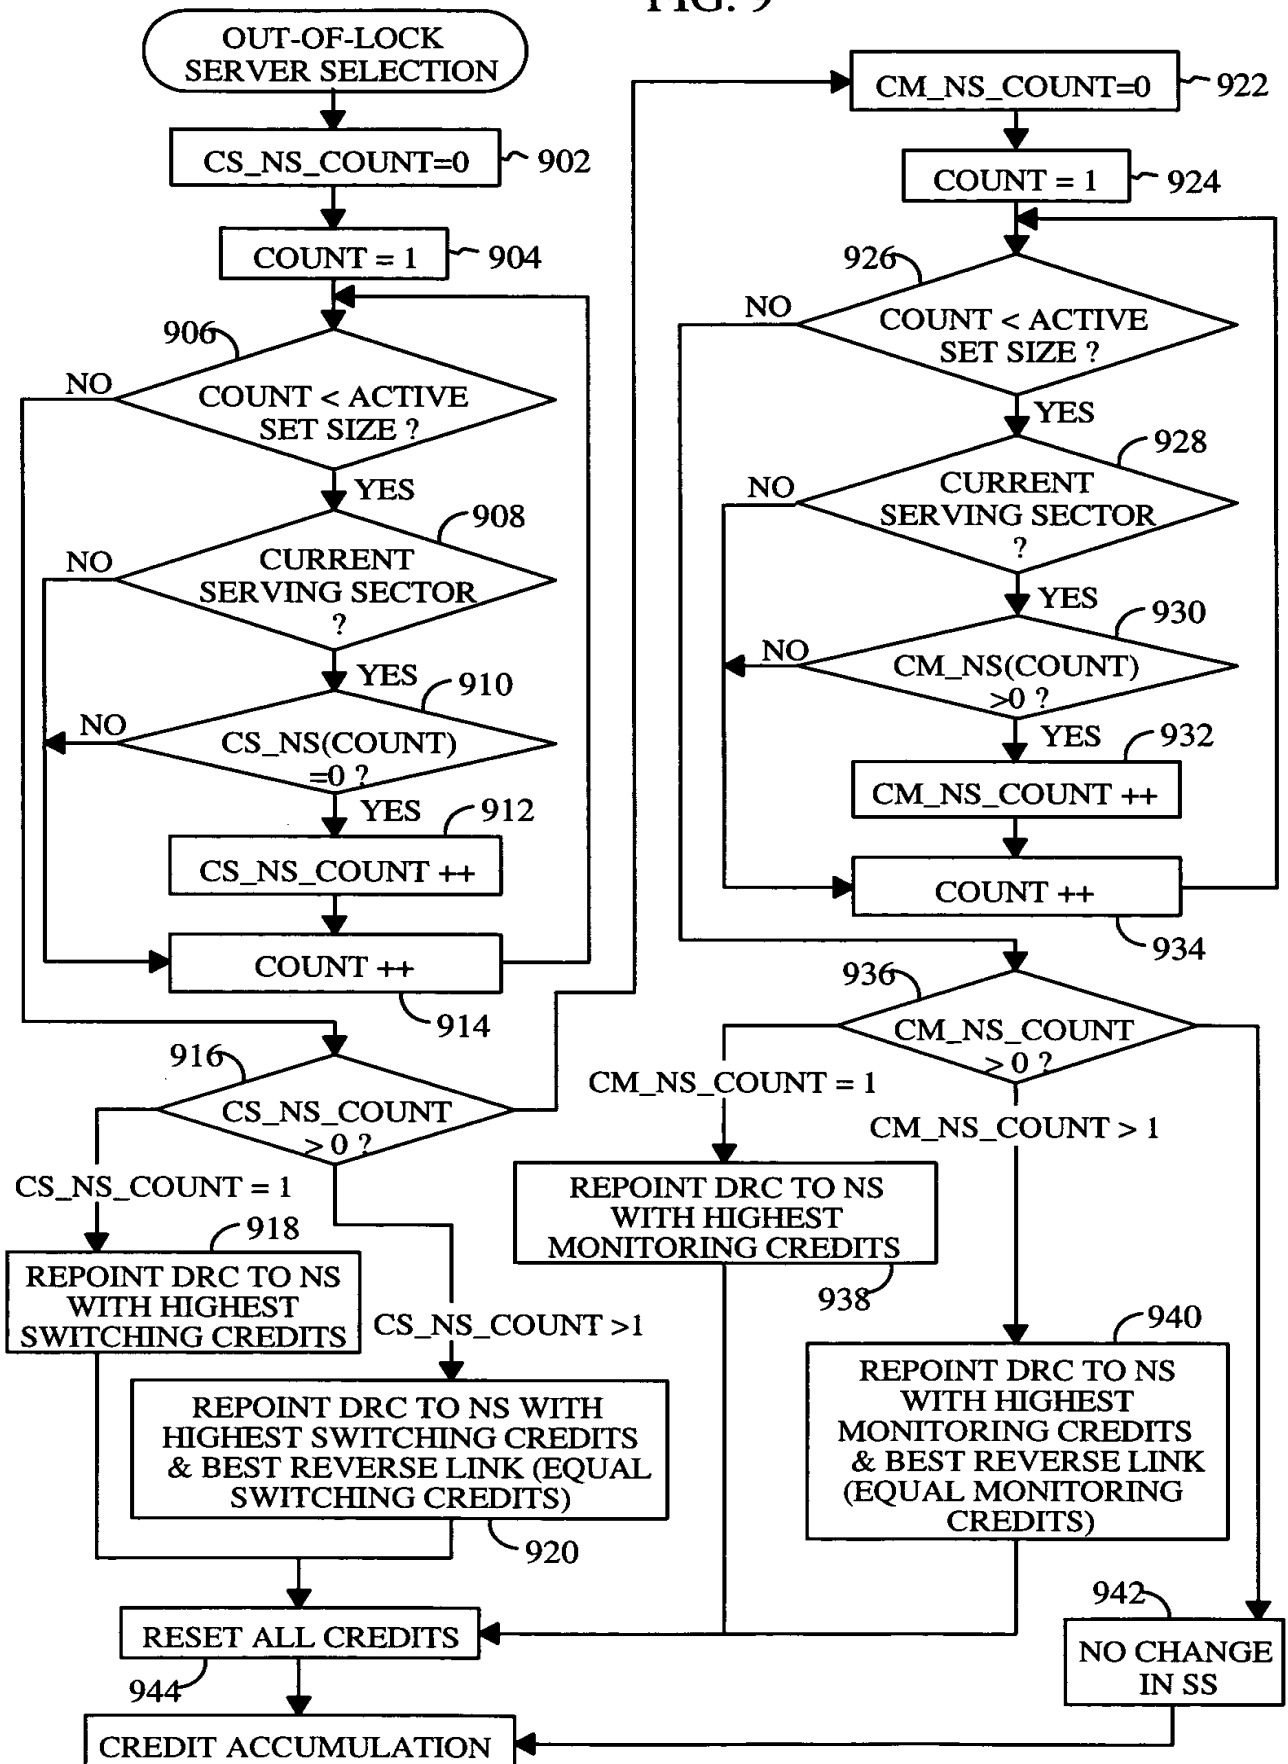 FIG. 9
OUT-OF-LOCK
SERVER SELECTION
CS_NS_COUNT=0
902
COUNT = 1
904
906
NO
COUNT < ACTIVE
SET SIZE ?
YES
908
NO
CURRENT
SERVING SECTOR
?
YES
910
NO
CS_NS(COUNT)
=0 ?
YES
912
CS_NS_COUNT ++
COUNT ++
914
916
CS_NS_COUNT
> 0 ?
CS_NS_COUNT = 1
918
REPOINT DRC TO NS
WITH HIGHEST
SWITCHING CREDITS
CS_NS_COUNT >1
REPOINT DRC TO NS WITH
HIGHEST SWITCHING CREDITS
& BEST REVERSE LINK (EQUAL
SWITCHING CREDITS)
920
CM_NS_COUNT=0
922
COUNT = 1
924
926
NO
COUNT < ACTIVE
SET SIZE ?
YES
928
NO
CURRENT
SERVING SECTOR
?
YES
930
NO
CM_NS(COUNT)
>0 ?
YES
932
CM_NS_COUNT ++
COUNT ++
934
936
CM_NS_COUNT
> 0 ?
CM_NS_COUNT = 1
CM_NS_COUNT > 1
REPOINT DRC TO NS
WITH HIGHEST
MONITORING CREDITS
938
940
REPOINT DRC TO NS
WITH HIGHEST
MONITORING CREDITS
& BEST REVERSE LINK
(EQUAL MONITORING
CREDITS)
942
NO CHANGE
IN SS
RESET ALL CREDITS
944
CREDIT ACCUMULATION